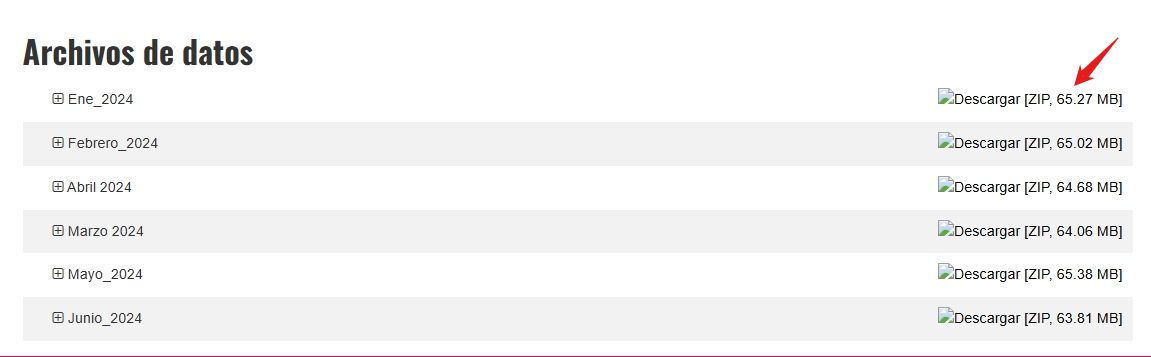 Archivos de datos
Ene_2024 Descargar [ZIP, 65.27 MB]
Febrero_2024 Descargar [ZIP, 65.02 MB]
Abril 2024 Descargar [ZIP, 64.68 MB]
Marzo 2024 Descargar [ZIP, 64.06 MB]
Mayo_2024 Descargar [ZIP, 65.38 MB]
Junio_2024 Descargar [ZIP, 63.81 MB]